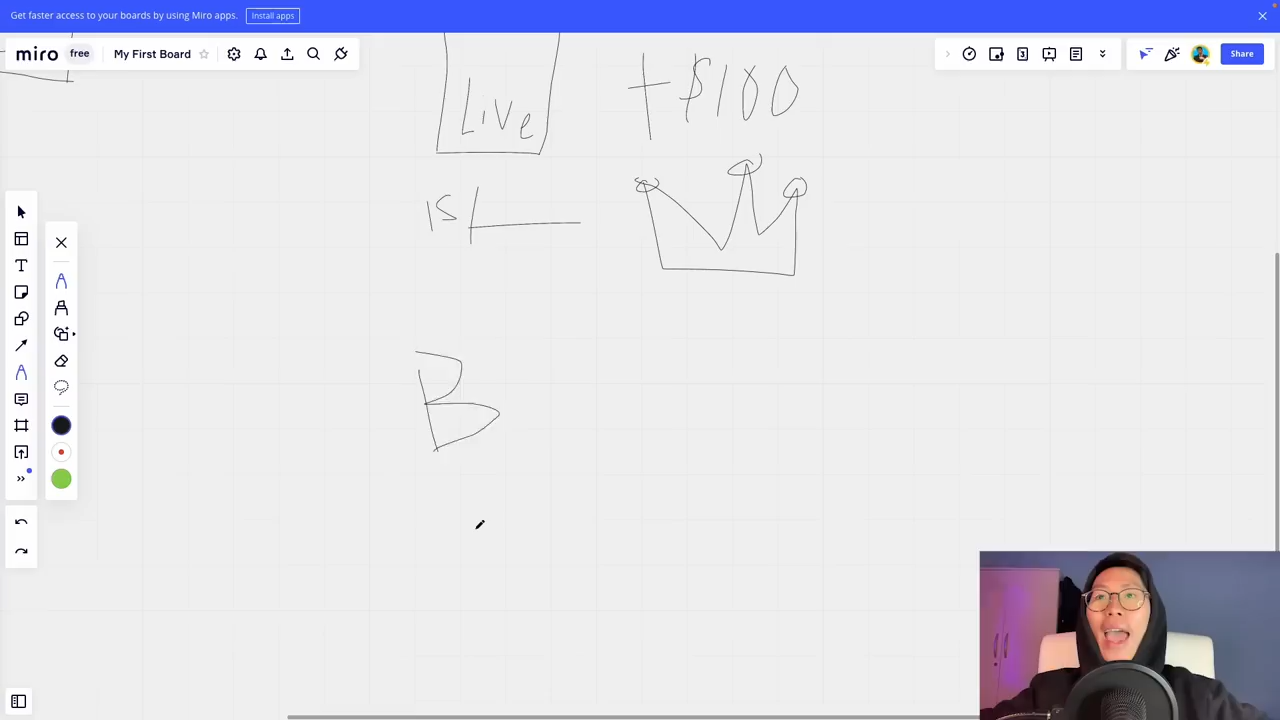 Get faster access to your boards by using Miro apps. Install apps
miro free My First Board
3
Share
Live
+$100
1st
B